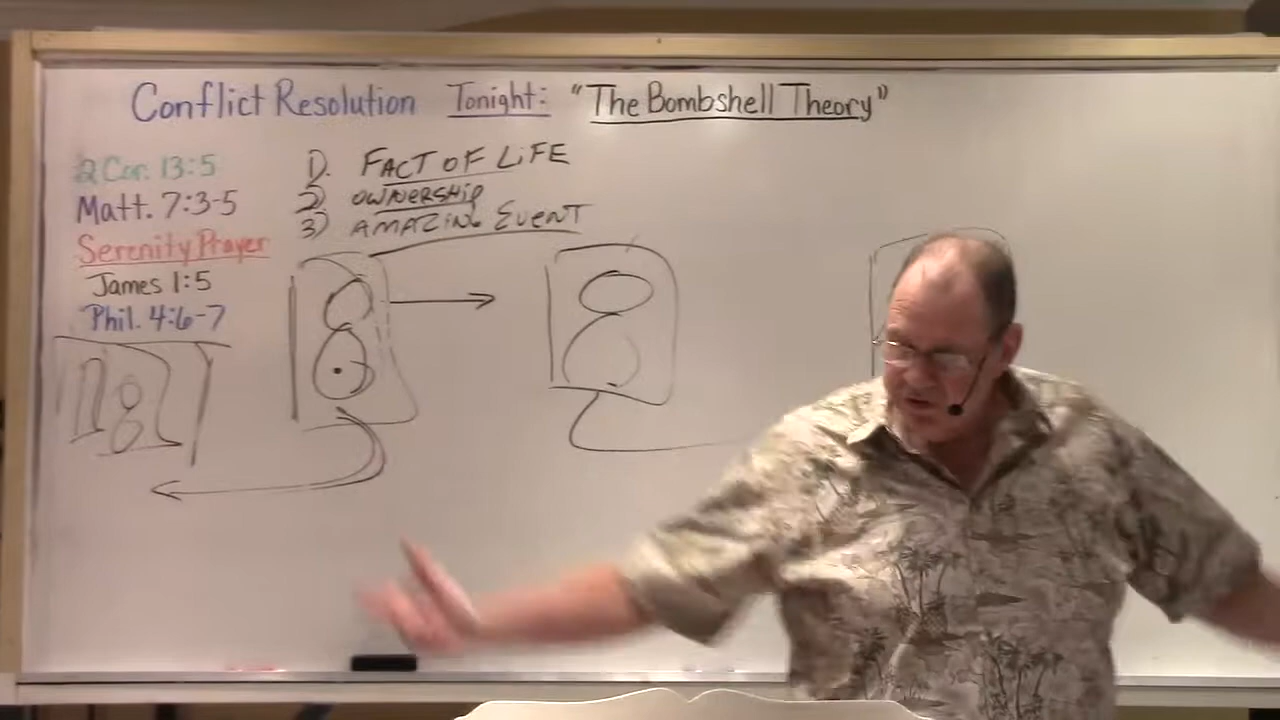 Conflict Resolution Tonight: "The Bombshell Theory"
2 Cor. 13:5
Matt. 7:3-5
Serenity Prayer
James 1:5
Phil. 4:6-7
1). FACT OF LiFE
2) OWNERSHiP
3) AMAZING EVENT